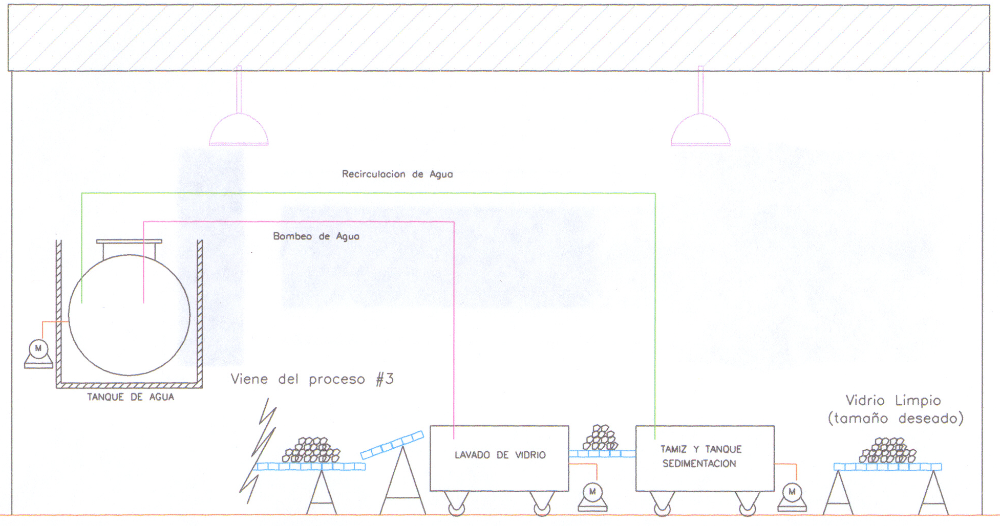 Recirculacion de Agua
Bombeo de Agua
M
TANQUE DE AGUA
Viene del proceso #3
LAVADO DE VIDRIO
M
TAMIZ Y TANQUE
SEDIMENTACION
M
Vidrio Limpio
(tamaño deseado)